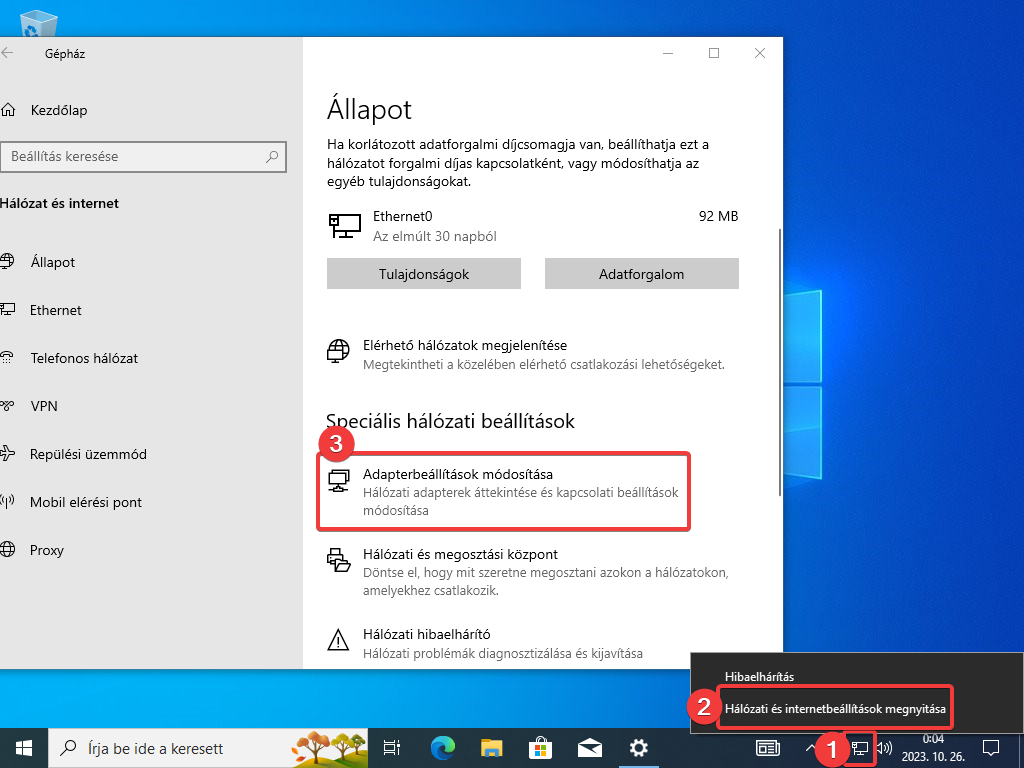 Gépház
Kezdőlap
Beállítás keresése
Hálózat és internet
Állapot
Ethernet
Telefonos hálózat
VPN
Repülési üzemmód
Mobil elérési pont
Proxy
Állapot
Ha korlátozott adatforgalmi díjcsomagja van, beállíthatja ezt a
hálózatot forgalmi díjas kapcsolatként, vagy módosíthatja az
egyéb tulajdonságokat.
Ethernet0 92 MB
Az elmúlt 30 napból
Tulajdonságok Adatforgalom
Elérhető hálózatok megjelenítése
Megtekintheti a közelében elérhető csatlakozási lehetőségeket.
Speciális hálózati beállítások
3
Adapterbeállítások módosítása
Hálózati adapterek áttekintése és kapcsolati beállítások
módosítása
Hálózati és megosztási központ
Döntse el, hogy mit szeretne megosztani azokon a hálózatokon,
amelyekhez csatlakozik.
Hálózati hibaelhárító
Hálózati problémák diagnosztizálása és kijavítása
Hibaelhárítás
2 Hálózati és internetbeállítások megnyitása
Írja be ide a keresett
1
0:04
2023. 10. 26.